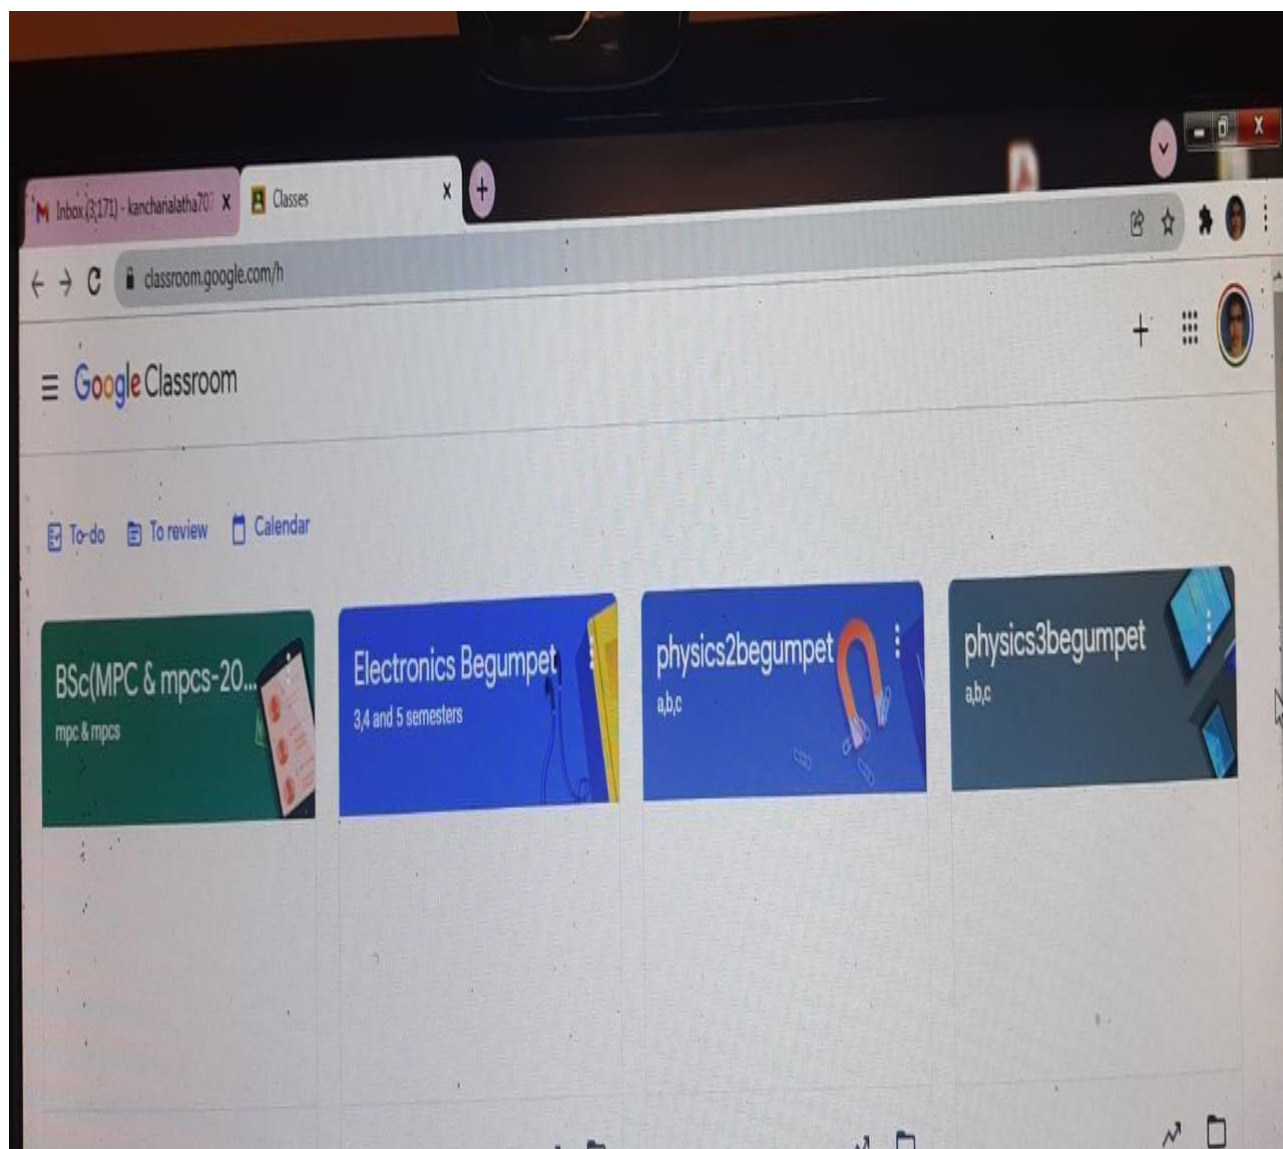 Inbox (3,171) - kancharlalatha707
Classes
classroom.google.com/h
Google Classroom
To-do
To review
Calendar
BSc(MPC & mpcs-20...
mpc & mpcs
Electronics Begumpet
3,4 and 5 semesters
physics2begumpet
a,b,c
physics3begumpet
a,b,c